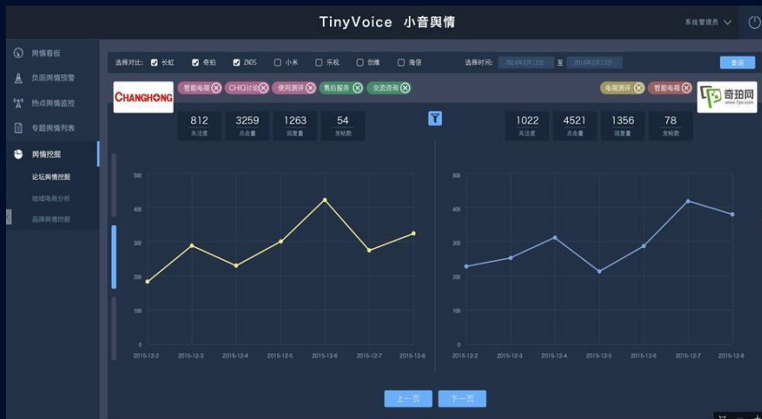 TinyVoice 小音舆情
系统管理员
舆情看板
负面舆情预警
热点舆情监控
专题舆情列表
舆情挖掘
论坛舆情挖掘
地域电商分析
品牌舆情挖掘
选择对比: 长虹 奇珀 ZNDS 小米 乐视 创维 海信 选择时间: 至 查询
CHANGHONG 智能电视 CHiQ讨论 使用测评 售后服务 交流咨询
812 3259 1263 54
关注度 点击量 回复量 发帖数
500
400
300
200
100
0
2015-12-2 2015-12-3 2015-12-4 2015-12-5 2015-12-6 2015-12-7 2015-12-8
电视测评 智能电视 奇珀网
1022 4521 1356 78
关注度 点击量 回复量 发帖数
500
400
300
200
100
0
2015-12-2 2015-12-3 2015-12-4 2015-12-5 2015-12-6 2015-12-7 2015-12-8
上一页 下一页